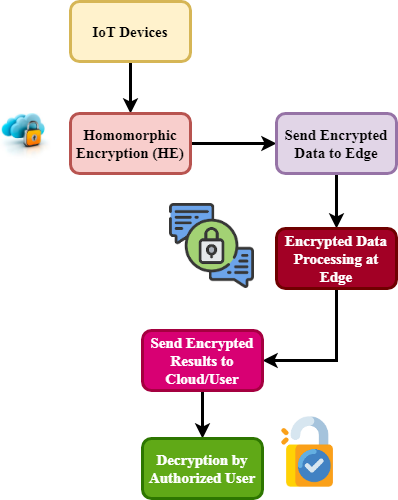 IoT Devices
Homomorphic
Encryption (HE)
Send Encrypted
Data to Edge
Encrypted Data
Processing at
Edge
Send Encrypted
Results to
Cloud/User
Decryption by
Authorized User